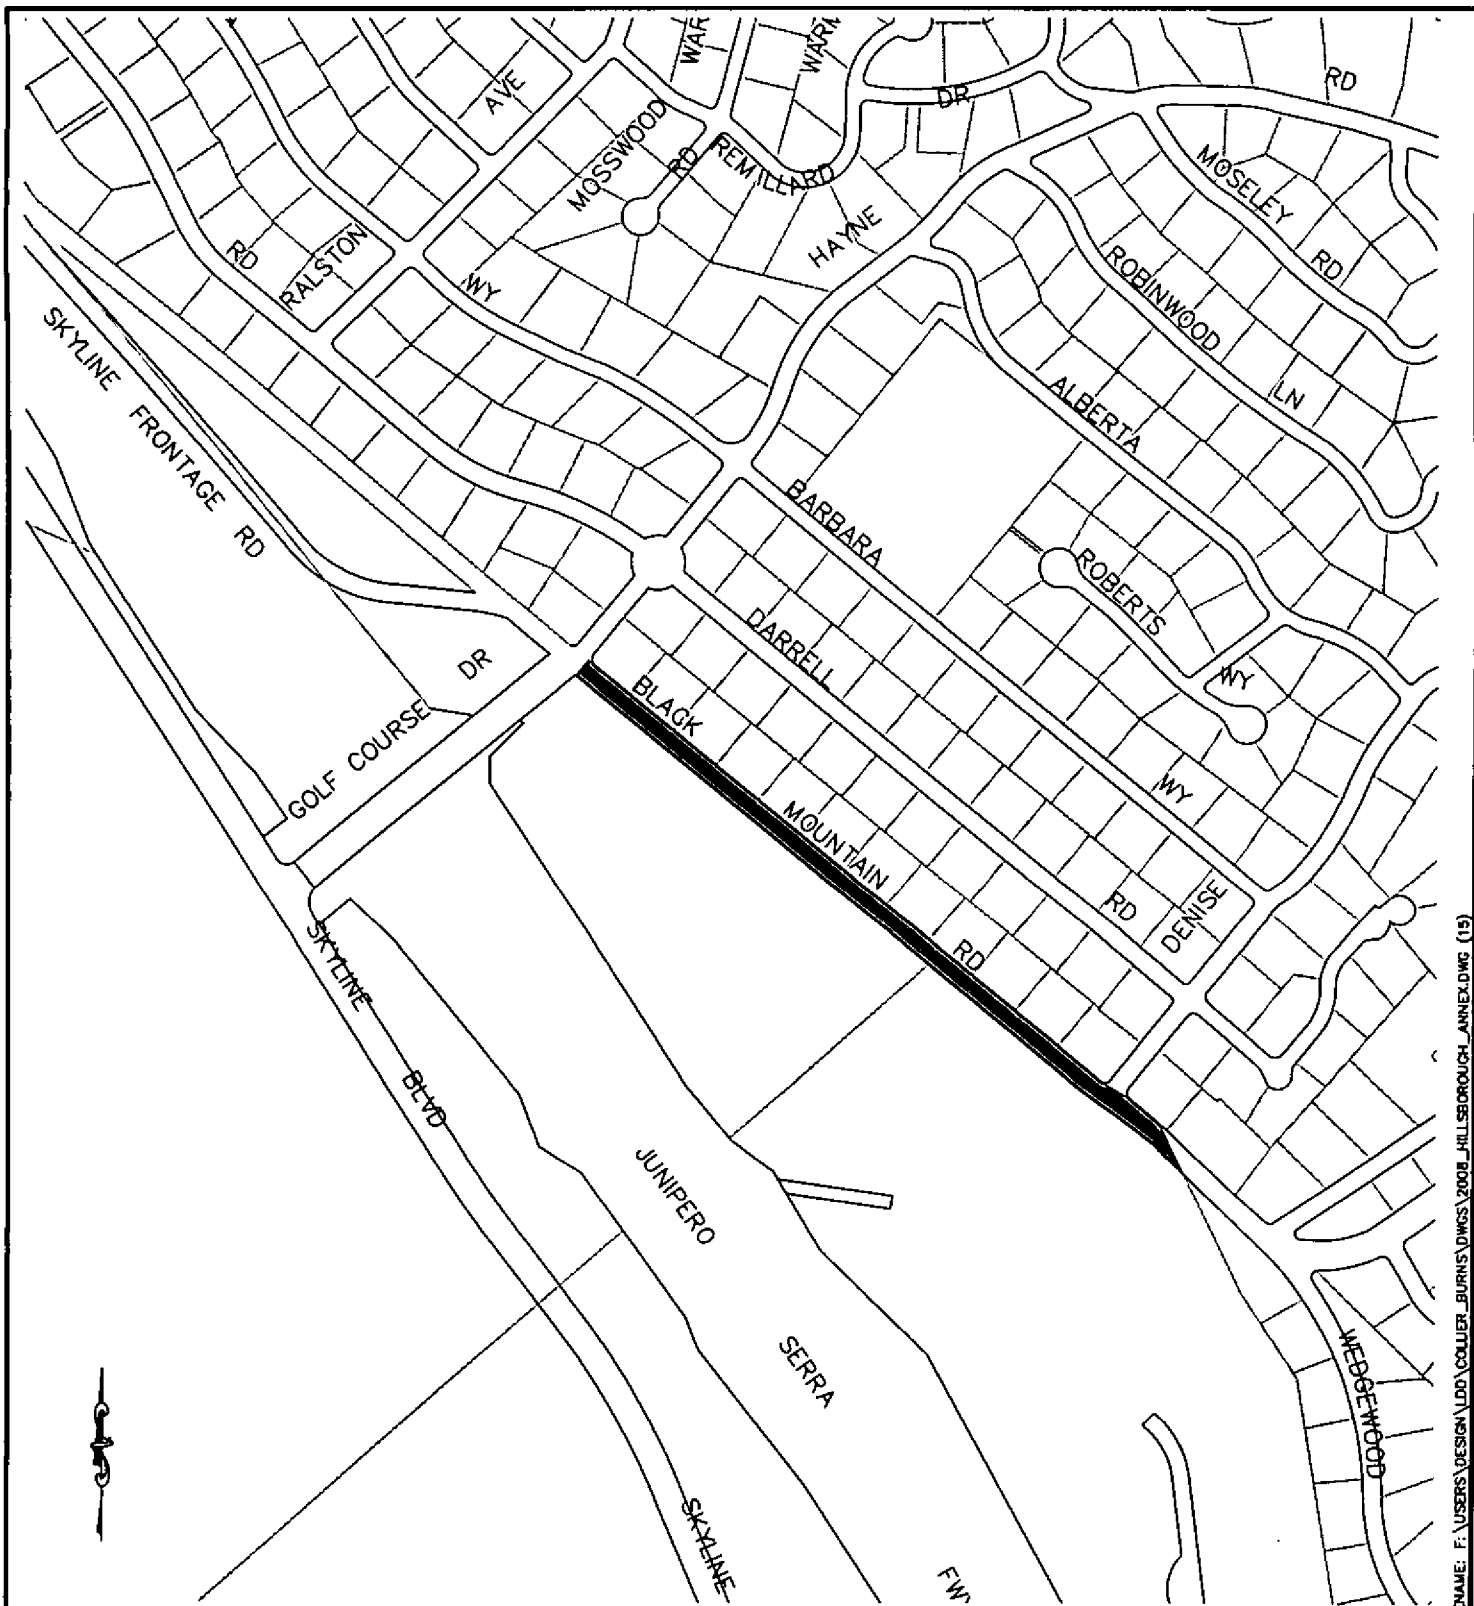 WAR
WARM
RD
AVE
DR
MOSSWOOD
RD
REMILLARD
MOSELEY
RD
HAYNE
RD
RALSTON
WY
ROBINWOOD
LN
SKYLINE FRONTAGE RD
ALBERTA
BARBARA
WY
ROBERTS
WY
DARRELL
RD
DR
GOLF COURSE
BLACK
MOUNTAIN
RD
DENISE
SKYLINE
BLVD
JUNIPERO
SERRA
FWY
WEDGEWOOD
SKYLINE
NAME: F:\USERS\DESIGN\LDD\COLLIER_BURNS\DWGS\2008_HILLSBOROUGH_ANNEX.DWG (15)